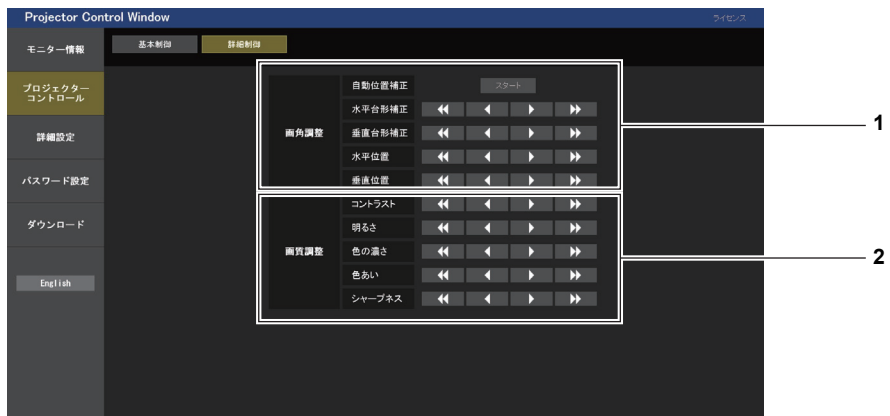 Projector Control Window
ライセンス
モニター情報
プロジェクター
コントロール
詳細設定
パスワード設定
ダウンロード
English
基本制御
詳細制御
画角調整
自動位置補正
スタート
水平台形補正
垂直台形補正
水平位置
垂直位置
画質調整
コントラスト
明るさ
色の濃さ
色あい
シャープネス
1
2